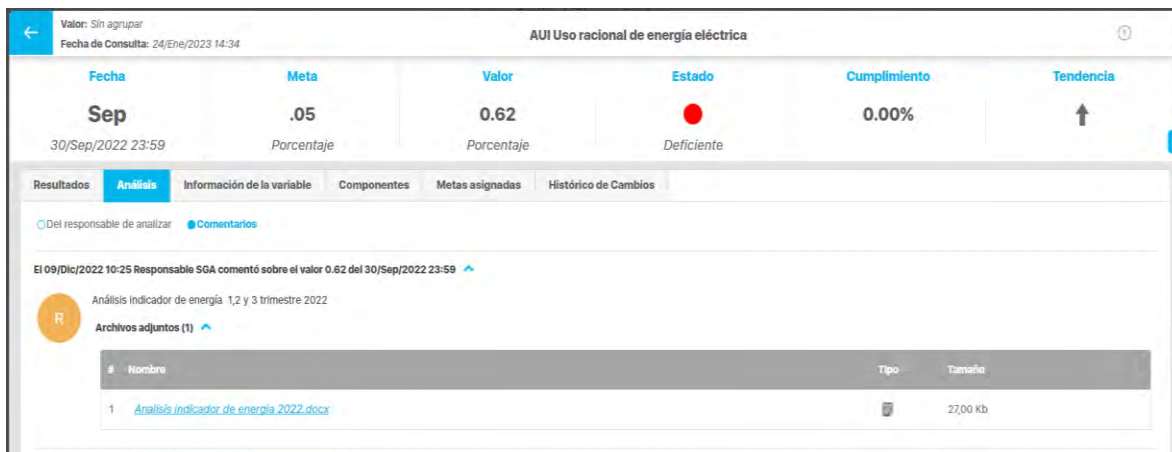 Valor: Sin agrupar
Fecha de Consulta: 24/Ene/2023 14:34
AUI Uso racional de energía eléctrica
Fecha Meta Valor Estado Cumplimiento Tendencia
Sep .05 0.62 0.00%
30/Sep/2022 23:59 Porcentaje Porcentaje Deficiente
Resultados Análisis Información de la variable Componentes Metas asignadas Histórico de Cambios
Del responsable de analizar Comentarios
El 09/Dic/2022 10:25 Responsable SGA comentó sobre el valor 0.62 del 30/Sep/2022 23:59
R
Análisis indicador de energía 1,2 y 3 trimestre 2022
Archivos adjuntos (1)
# Nombre Tipo Tamaño
1 Analisis indicador de energia 2022.docx 27,00 Kb